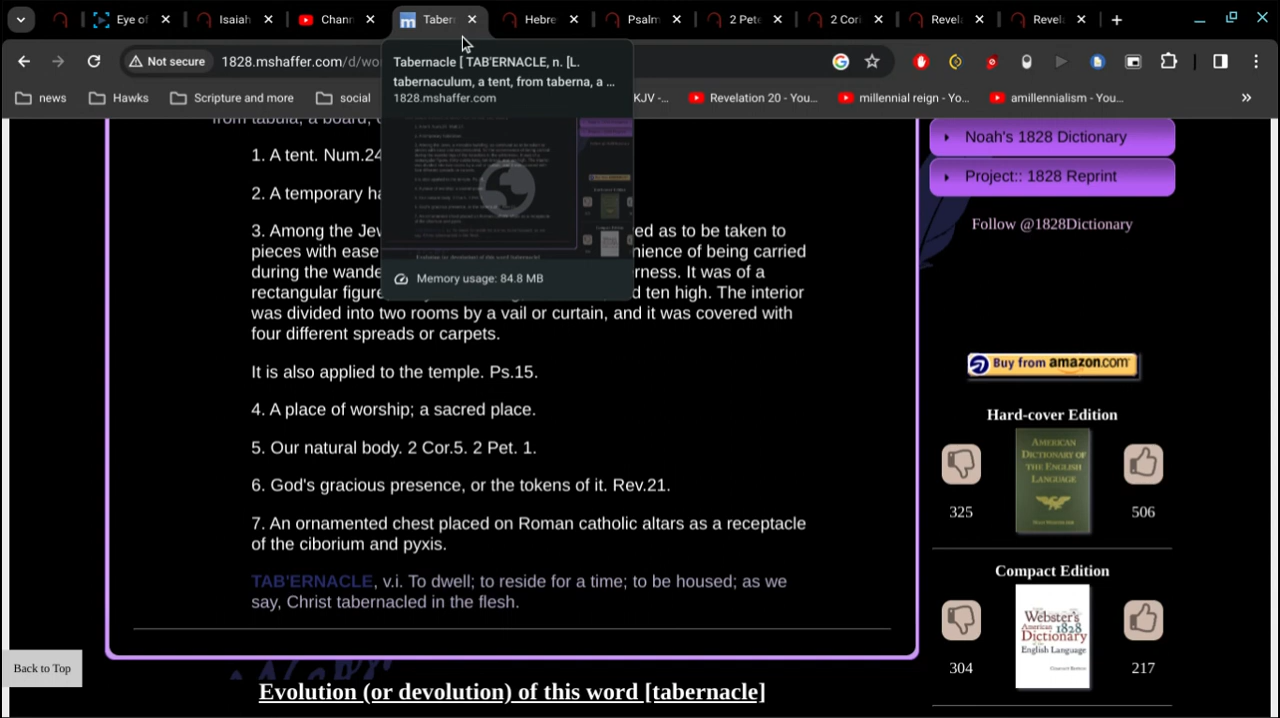 Eye of
Isaiah
Chann
Taber
Hebre
Psalm
2 Pet
2 Cori
Revela
Revela
Not secure
1828.mshaffer.com/d/wo
Tabernacle [ TAB'ERNACLE, n. [L.
tabernaculum, a tent, from taberna, a ...
1828.mshaffer.com
Memory usage: 84.8 MB
news
Hawks
Scripture and more
social
KJV -...
Revelation 20 - You...
millennial reign - Yo...
amillennialism - You...
from tabula, a board,
1. A tent. Num.24
2. A temporary ha
3. Among the Jew ed as to be taken to
pieces with ease nience of being carried
during the wande rness. It was of a
rectangular figure d ten high. The interior
was divided into two rooms by a vail or curtain, and it was covered with
four different spreads or carpets.
It is also applied to the temple. Ps.15.
4. A place of worship; a sacred place.
5. Our natural body. 2 Cor.5. 2 Pet. 1.
6. God's gracious presence, or the tokens of it. Rev.21.
7. An ornamented chest placed on Roman catholic altars as a receptacle
of the ciborium and pyxis.
TAB'ERNACLE, v.i. To dwell; to reside for a time; to be housed; as we
say, Christ tabernacled in the flesh.
Back to Top
Evolution (or devolution) of this word [tabernacle]
Noah's 1828 Dictionary
Project:: 1828 Reprint
Follow @1828Dictionary
Buy from amazon.com
Hard-cover Edition
AMERICAN
DICTIONARY OF
THE ENGLISH
LANGUAGE
325
506
Compact Edition
Webster's
American 1828
Dictionary
of the
English Language
304
217